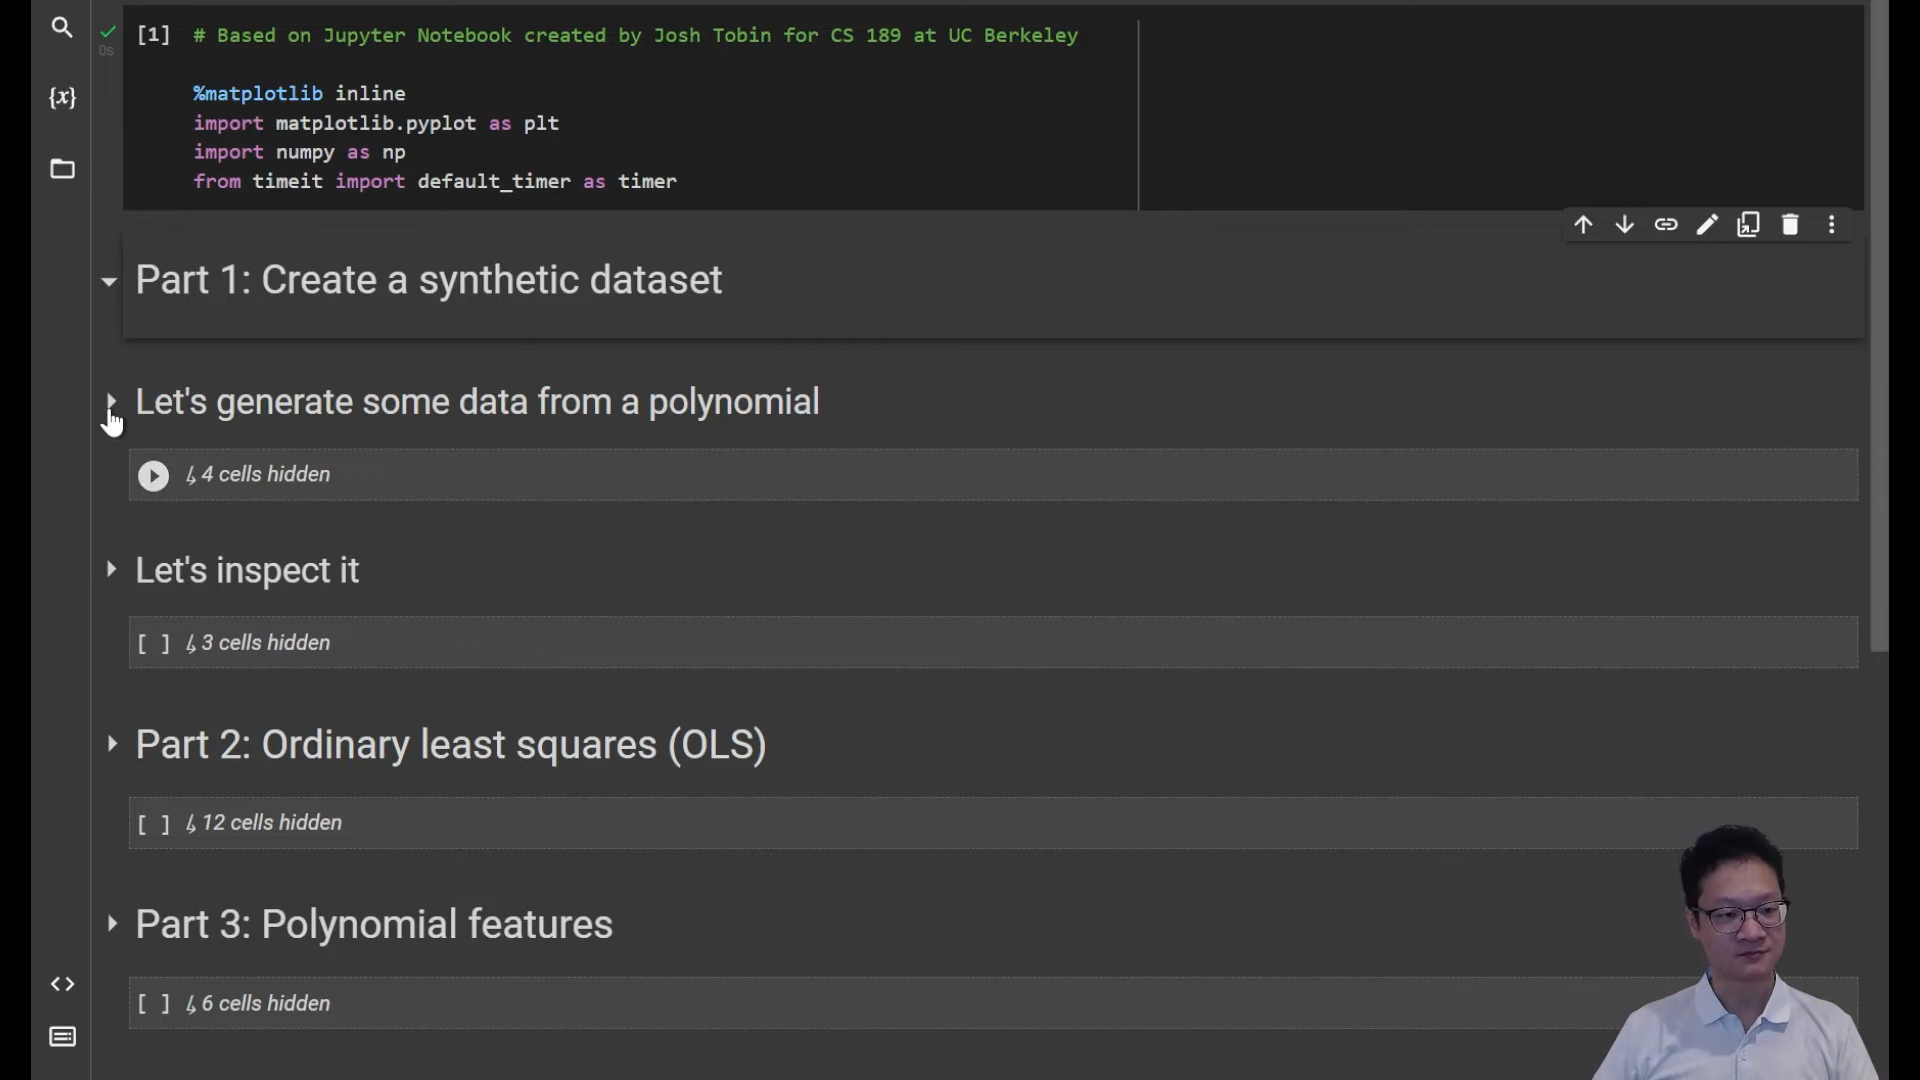 [1] # Based on Jupyter Notebook created by Josh Tobin for CS 189 at UC Berkeley
0s
{x}
%matplotlib inline
import matplotlib.pyplot as plt
import numpy as np
from timeit import default_timer as timer
Part 1: Create a synthetic dataset
Let's generate some data from a polynomial
4 cells hidden
Let's inspect it
[ ] 3 cells hidden
Part 2: Ordinary least squares (OLS)
[ ] 12 cells hidden
Part 3: Polynomial features
[ ] 6 cells hidden